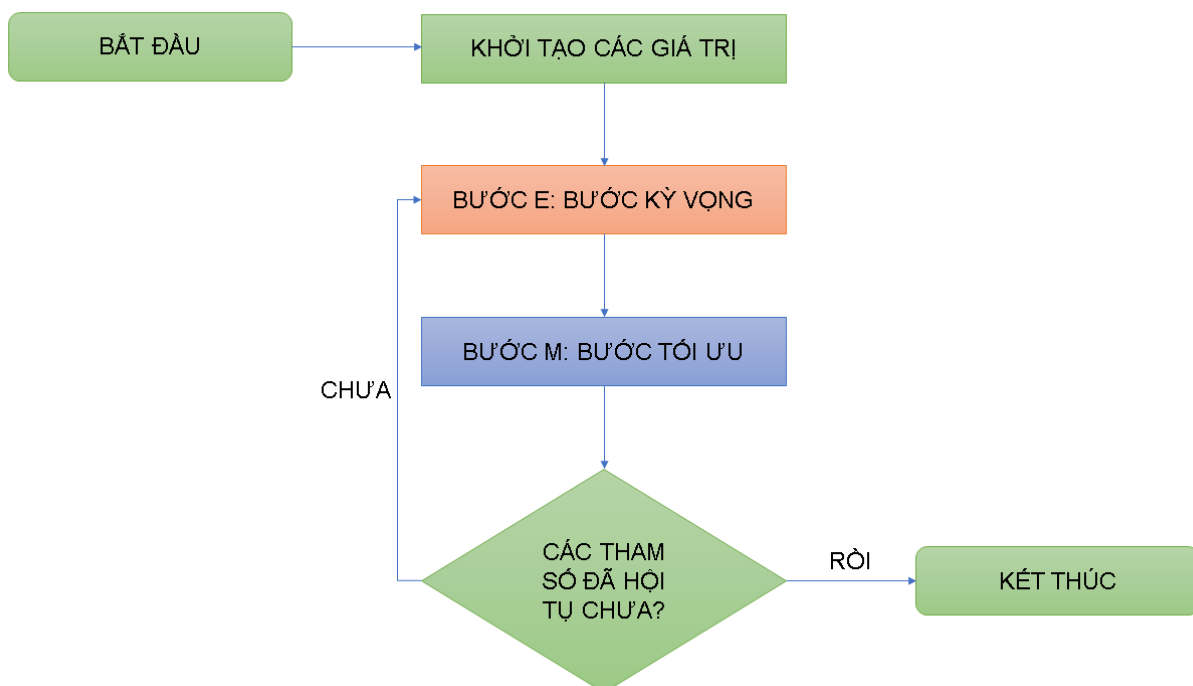 BẮT ĐẦU
KHỞI TẠO CÁC GIÁ TRỊ
BƯỚC E: BƯỚC KỲ VỌNG
BƯỚC M: BƯỚC TỐI ƯU
CHƯA
CÁC THAM
SỐ ĐÃ HỘI
TỤ CHƯA?
RỒI
KẾT THÚC